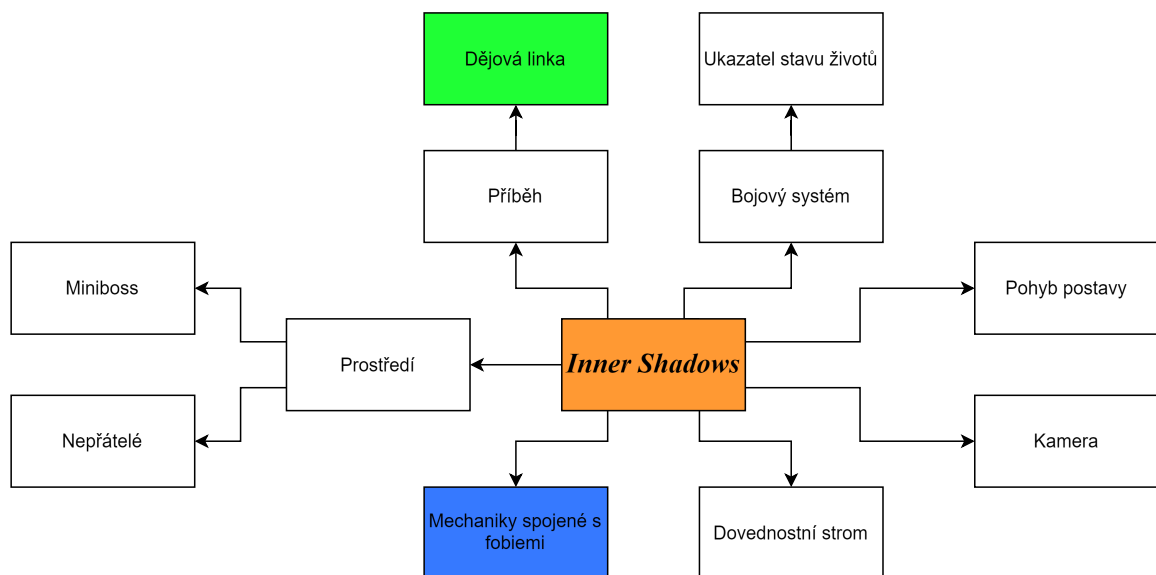 Dějová linka
Ukazatel stavu životů
Příběh
Bojový systém
Miniboss
Pohyb postavy
Prostředí
Inner Shadows
Nepřátelé
Kamera
Mechaniky spojené s
fobiemi
Dovednostní strom